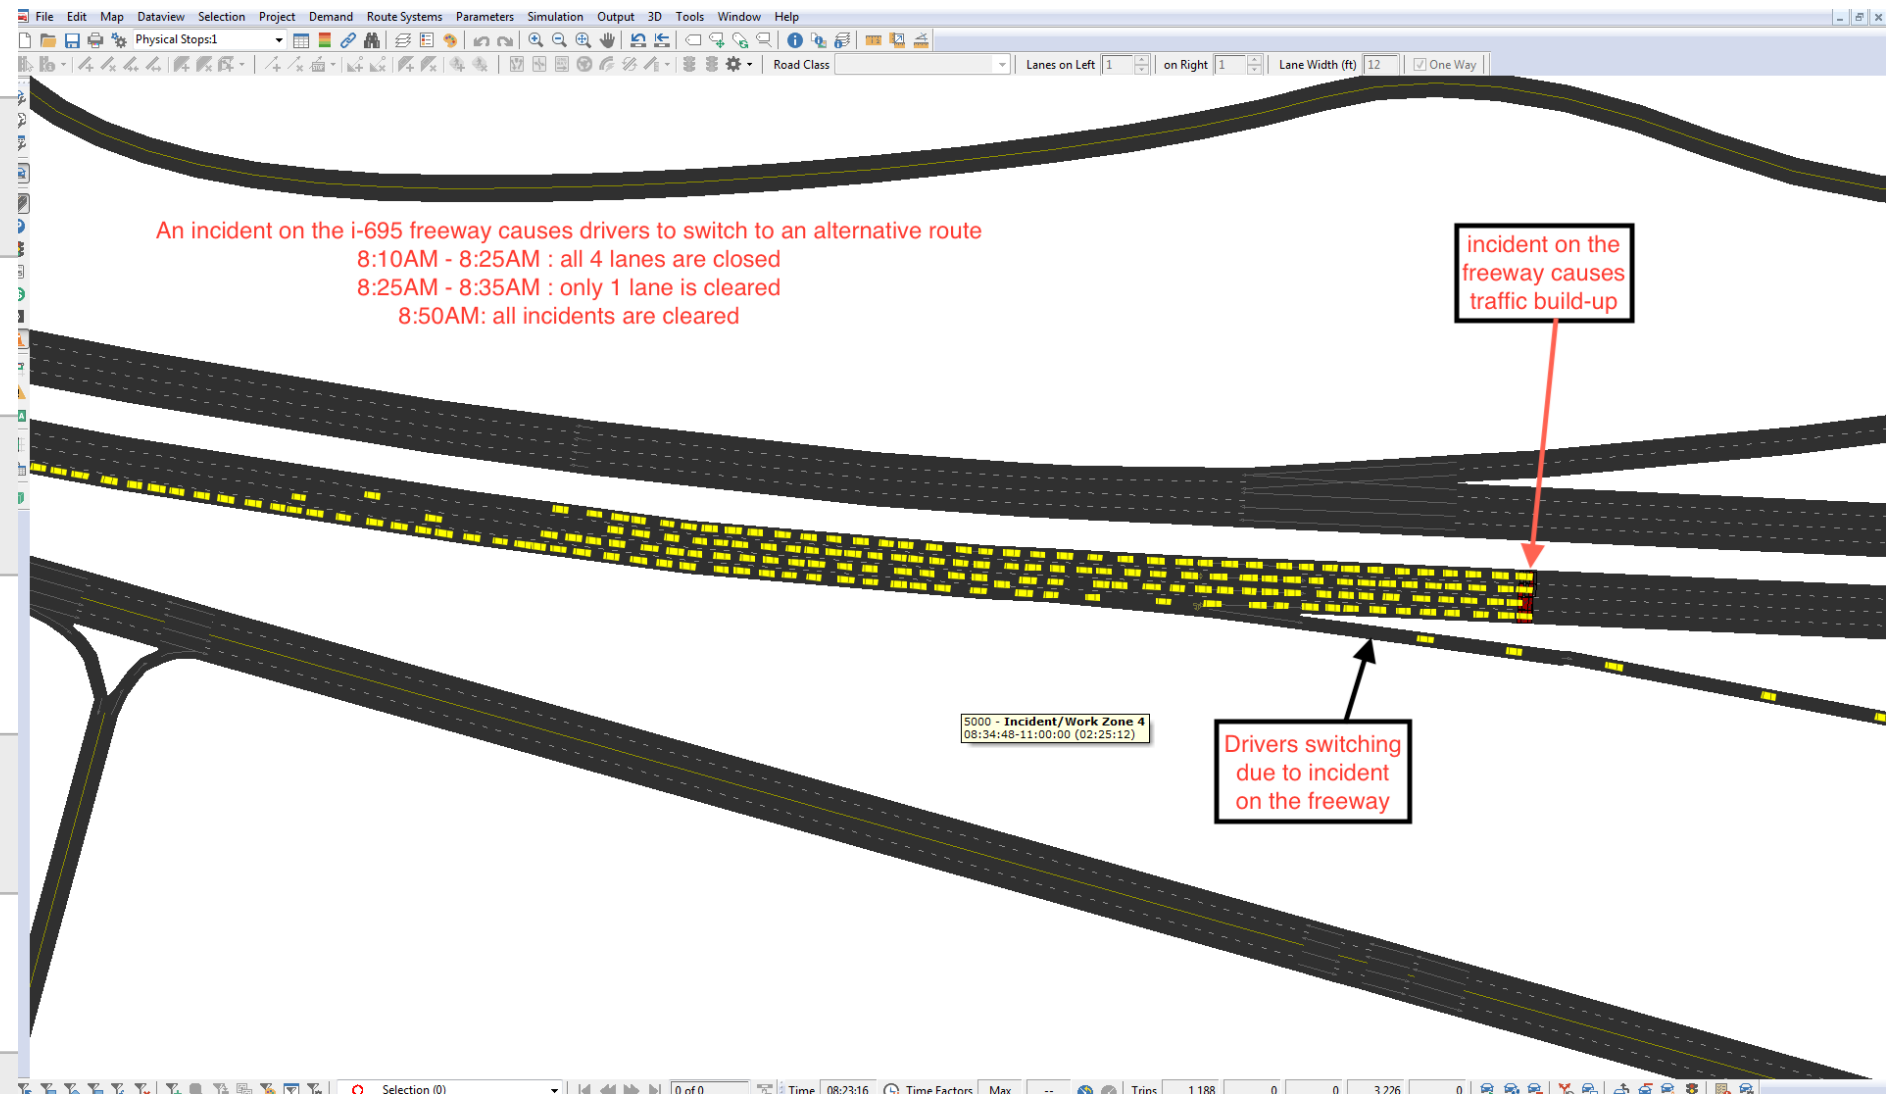 File Edit Map Dataview Selection Project Demand Route Systems Parameters Simulation Output 3D Tools Window Help
Physical Stops:1
Road Class Lanes on Left 1 on Right 1 Lane Width (ft) 12 One Way
An incident on the i-695 freeway causes drivers to switch to an alternative route
8:10AM - 8:25AM : all 4 lanes are closed
8:25AM - 8:35AM : only 1 lane is cleared
8:50AM: all incidents are cleared
incident on the
freeway causes
traffic build-up
5000 - Incident/Work Zone 4
08:34:48-11:00:00 (02:25:12)
Drivers switching
due to incident
on the freeway
Selection (0) 0 of 0 Time 08:23:16 Time Factors Max -- Trips 1,188 0 0 3,226 0